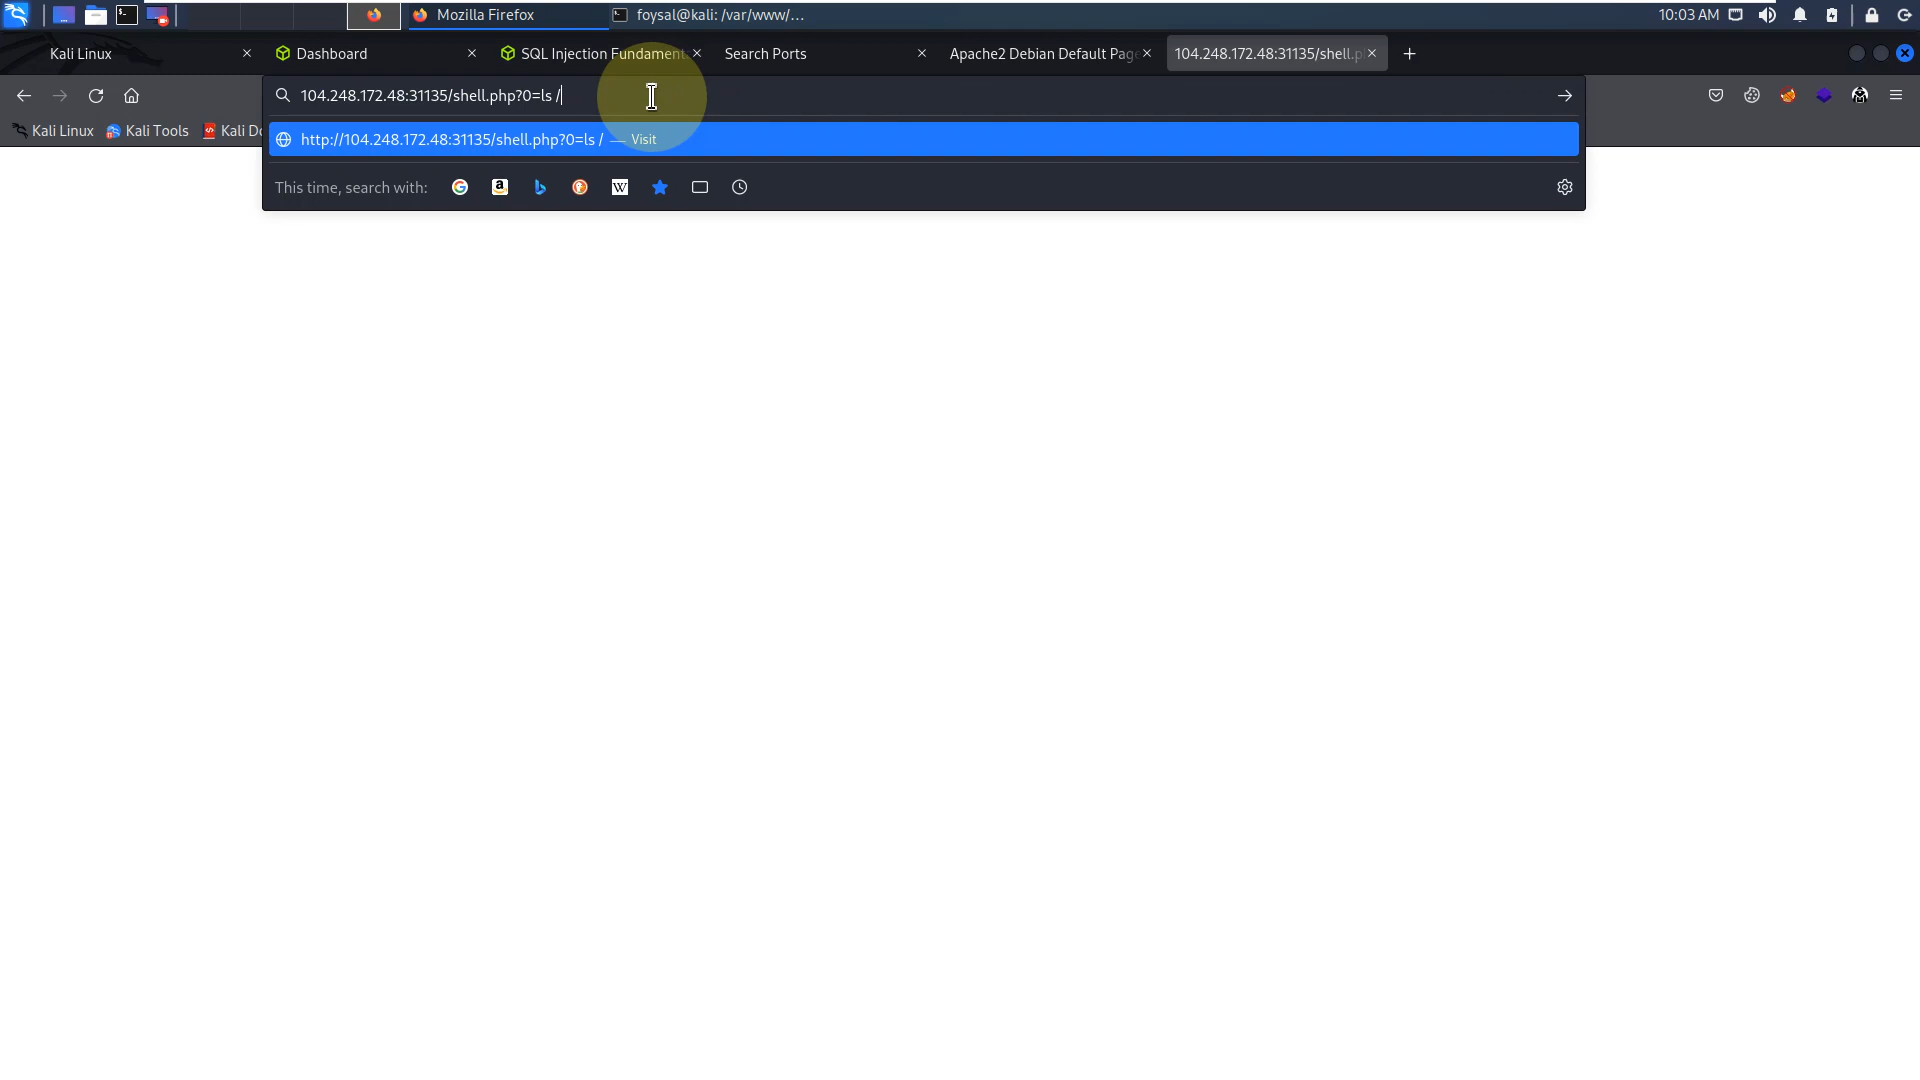 Mozilla Firefox
foysal@kali: /var/www/...
10:03 AM
Kali Linux
Dashboard
SQL Injection Fundament
Search Ports
Apache2 Debian Default Pag
104.248.172.48:31135/shell.p
104.248.172.48:31135/shell.php?0=ls /
Kali Linux
Kali Tools
Kali Do
http://104.248.172.48:31135/shell.php?0=ls / — Visit
This time, search with: